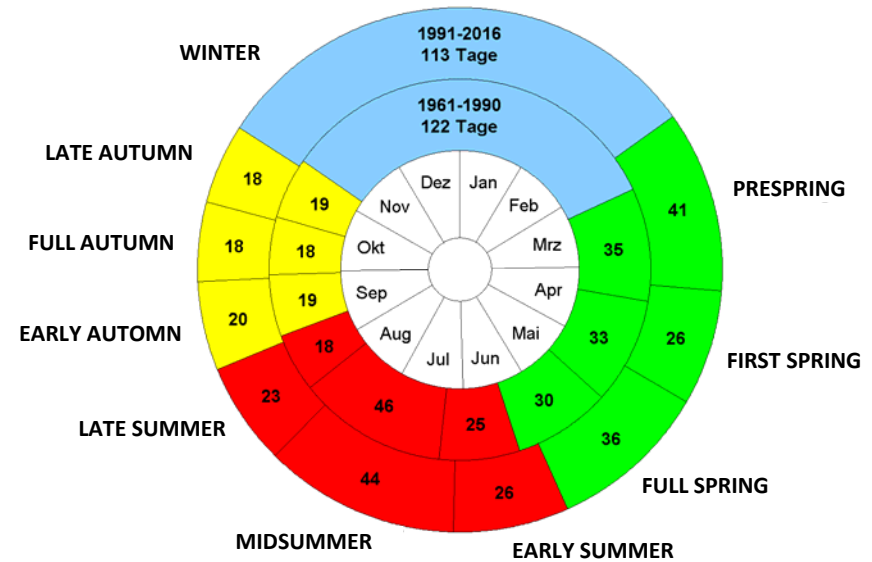 1991-2016
113 Tage
WINTER
1961-1990
122 Tage
LATE AUTUMN
18
19
Dez
Jan
Nov
Feb
PRESPRING
41
FULL AUTUMN
18
18
Okt
Mrz
35
EARLY AUTOMN
20
19
Sep
Apr
Aug
Mai
Jul
Jun
33
26
FIRST SPRING
LATE SUMMER
23
18
46
25
30
36
FULL SPRING
MIDSUMMER
44
26
EARLY SUMMER